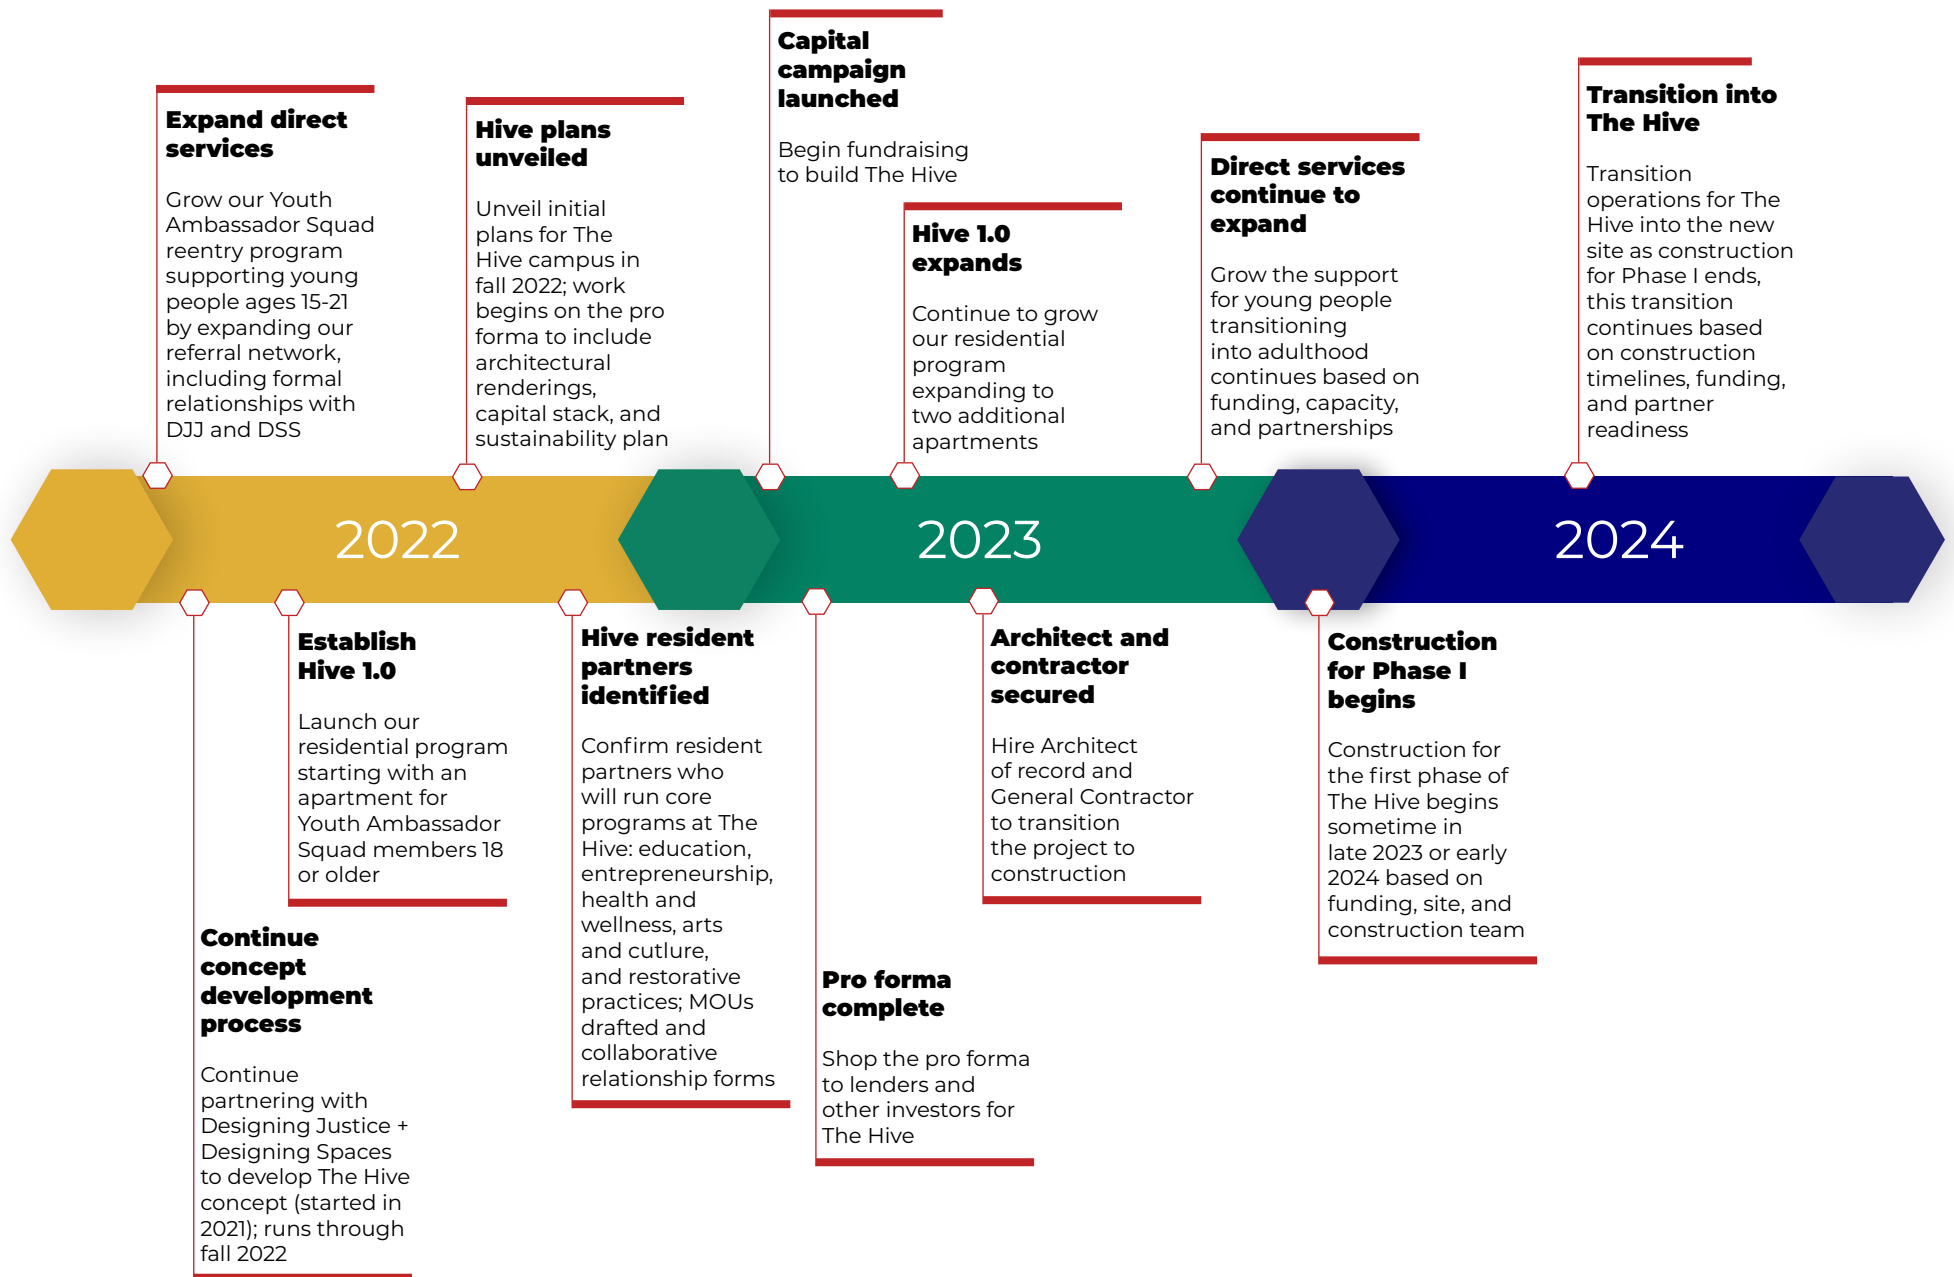 Expand direct
services
Grow our Youth
Ambassador Squad
reentry program
supporting young
people ages 15-21
by expanding our
referral network,
including formal
relationships with
DJJ and DSS
Hive plans
unveiled
Unveil initial
plans for The
Hive campus in
fall 2022; work
begins on the pro
forma to include
architectural
renderings,
capital stack, and
sustainability plan
Capital
campaign
launched
Begin fundraising
to build The Hive
Hive 1.0
expands
Continue to grow
our residential
program
expanding to
two additional
apartments
Direct services
continue to
expand
Grow the support
for young people
transitioning
into adulthood
continues based on
funding, capacity,
and partnerships
Transition into
The Hive
Transition
operations for The
Hive into the new
site as construction
for Phase I ends,
this transition
continues based
on construction
timelines, funding,
and partner
readiness
2022
2023
2024
Continue
concept
development
process
Continue
partnering with
Designing Justice +
Designing Spaces
to develop The Hive
concept (started in
2021); runs through
fall 2022
Establish
Hive 1.0
Launch our
residential program
starting with an
apartment for
Youth Ambassador
Squad members 18
or older
Hive resident
partners
identified
Confirm resident
partners who
will run core
programs at The
Hive: education,
entrepreneurship,
health and
wellness, arts
and cutlure,
and restorative
practices; MOUs
drafted and
collaborative
relationship forms
Pro forma
complete
Shop the pro forma
to lenders and
other investors for
The Hive
Architect and
contractor
secured
Hire Architect
of record and
General Contractor
to transition
the project to
construction
Construction
for Phase I
begins
Construction for
the first phase of
The Hive begins
sometime in
late 2023 or early
2024 based on
funding, site, and
construction team